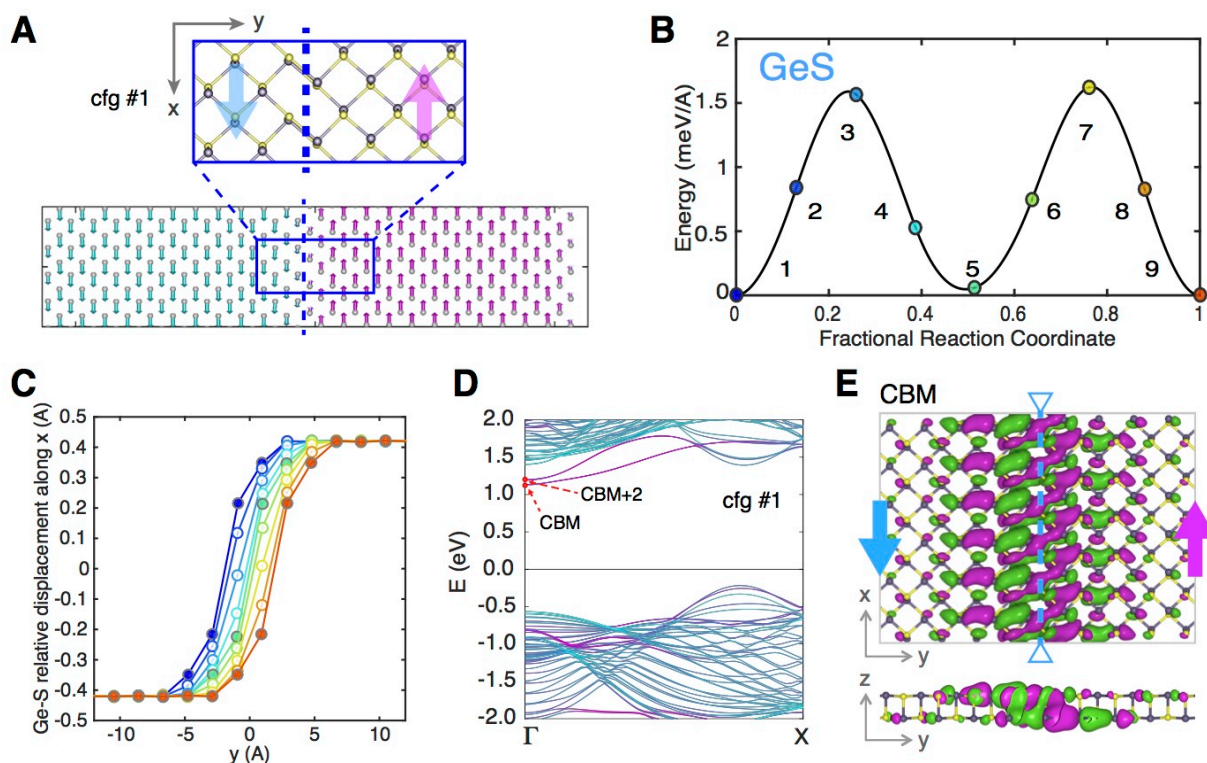 A
y
x
cfg #1
B
GeS
Energy (meV/A)
2
1.5
1
0.5
0
1
2
3
4
5
6
7
8
9
0
0.2
0.4
0.6
0.8
1
Fractional Reaction Coordinate
C
Ge-S relative displacement along x (A)
0.5
0.4
0.3
0.2
0.1
0
-0.1
-0.2
-0.3
-0.4
-0.5
-10
-5
0
5
10
y (A)
D
E (eV)
2.0
1.5
1.0
0.5
0.0
-0.5
-1.0
-1.5
-2.0
CBM+2
CBM
cfg #1
Γ
X
E
CBM
x
y
z
y